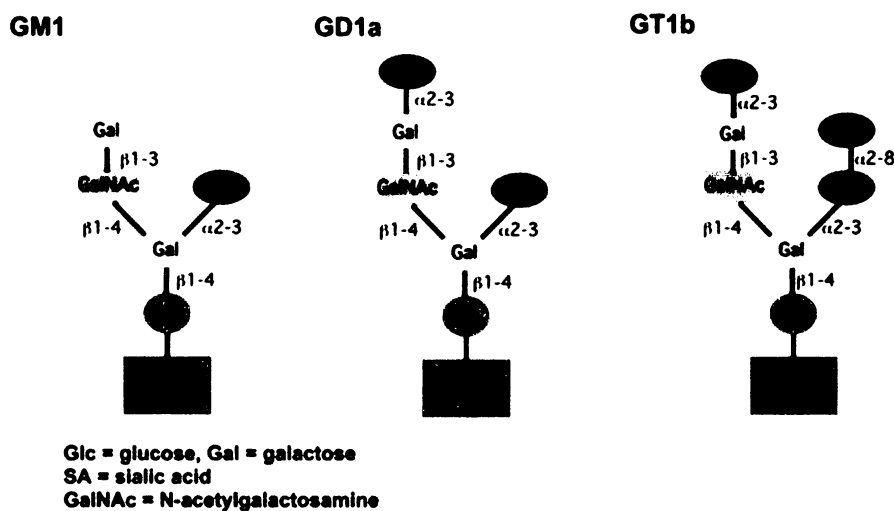 GM1
GD1a
GT1b
Gal
β1-3
GalNAc
β1-4
α2-3
Gal
β1-4
α2-3
Gal
β1-3
GalNAc
β1-4
α2-3
Gal
β1-4
α2-3
Gal
β1-3
GalNAc
α2-8
β1-4
α2-3
Gal
β1-4
Glc = glucose, Gal = galactose
SA = sialic acid
GalNAc = N-acetylgalactosamine